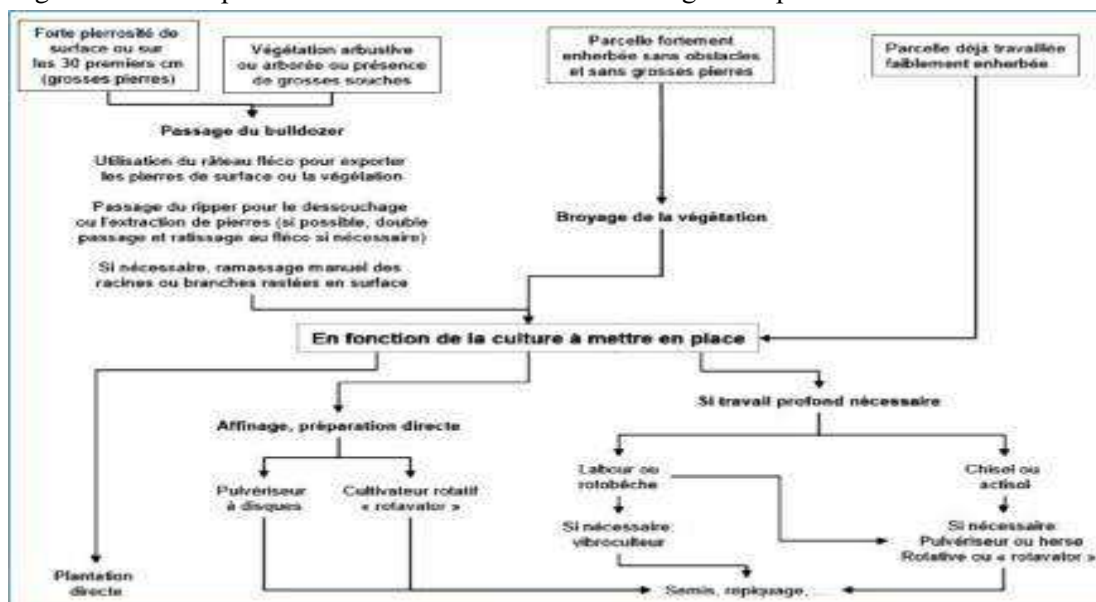 Forte pierrosité de
surface ou sur
les 30 premiers cm
(grosses pierres)
Végétation arbustive
ou arborée ou présence
de grosses souches
Parcelle fortement
enherbée sans obstacles
et sans grosses pierres
Parcelle déjà travaillée
faiblement enherbée
Passage du bulldozer
Utilisation du râteau fléco pour exporter
les pierres de surface ou la végétation
Passage du ripper pour le dessouchage
ou l'extraction de pierres (si possible, double
passage et ratissage au fléco si nécessaire)
Si nécessaire, ramassage manuel des
racines ou branches restées en surface
Broyage de la végétation
En fonction de la culture à mettre en place
Affinage, préparation directe
Si travail profond nécessaire
Pulvériseur
à disques
Cultivateur rotatif
« rotavator »
Labour ou
rotobêche
Chisel ou
actisol
Si nécessaire:
vibroculteur
Si nécessaire:
Pulvériseur ou herse
Rotative ou « rotavator »
Plantation
directe
Semis, repiquage, ...